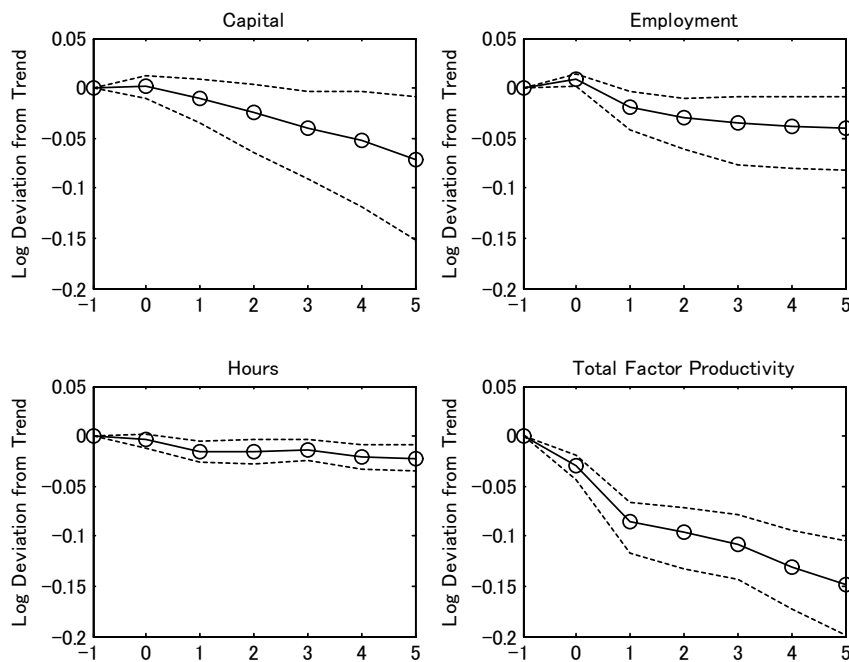 Capital
0.05
0
−0.05
−0.1
−0.15
−0.2
Log Deviation from Trend
−1 0 1 2 3 4 5
Employment
0.05
0
−0.05
−0.1
−0.15
−0.2
Log Deviation from Trend
−1 0 1 2 3 4 5
Hours
0.05
0
−0.05
−0.1
−0.15
−0.2
Log Deviation from Trend
−1 0 1 2 3 4 5
Total Factor Productivity
0.05
0
−0.05
−0.1
−0.15
−0.2
Log Deviation from Trend
−1 0 1 2 3 4 5